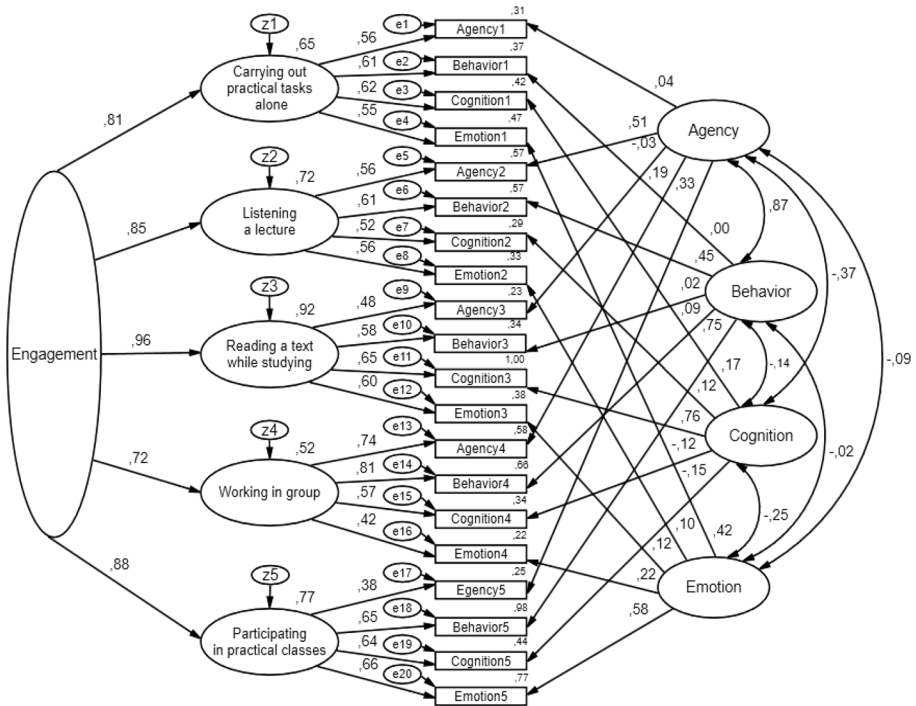 z1
,65
,56
e1
,31
Agency1
,81
Carrying out
practical tasks
alone
,61
e2
,37
Behavior1
,62
e3
,42
Cognition1
,55
e4
,47
Emotion1
,04
Agency
,51
-,03
,19
,33
z2
,72
,56
e5
,57
Agency2
,85
Listening
a lecture
,61
e6
,57
Behavior2
,52
e7
,29
Cognition2
,56
e8
,33
Emotion2
,87
,00
,45
Behavior
,02
,09
,75
-,37
z3
,92
,48
e9
,23
Agency3
Engagement
,96
Reading a text
while studying
,58
e10
,34
Behavior3
,65
e11
1,00
Cognition3
,60
e12
,38
Emotion3
,17
-,14
-,09
,12
,76
Cognition
-,12
-,15
-,02
z4
,52
,74
e13
,58
Agency4
,72
Working in group
,81
e14
,66
Behavior4
,57
e15
,34
Cognition4
,42
e16
,22
Emotion4
-,25
,10
,12
,42
,22
Emotion
,58
,88
z5
,77
,38
e17
,25
Egency5
Participating
in practical classes
,65
e18
,98
Behavior5
,64
e19
,44
Cognition5
,66
e20
,77
Emotion5